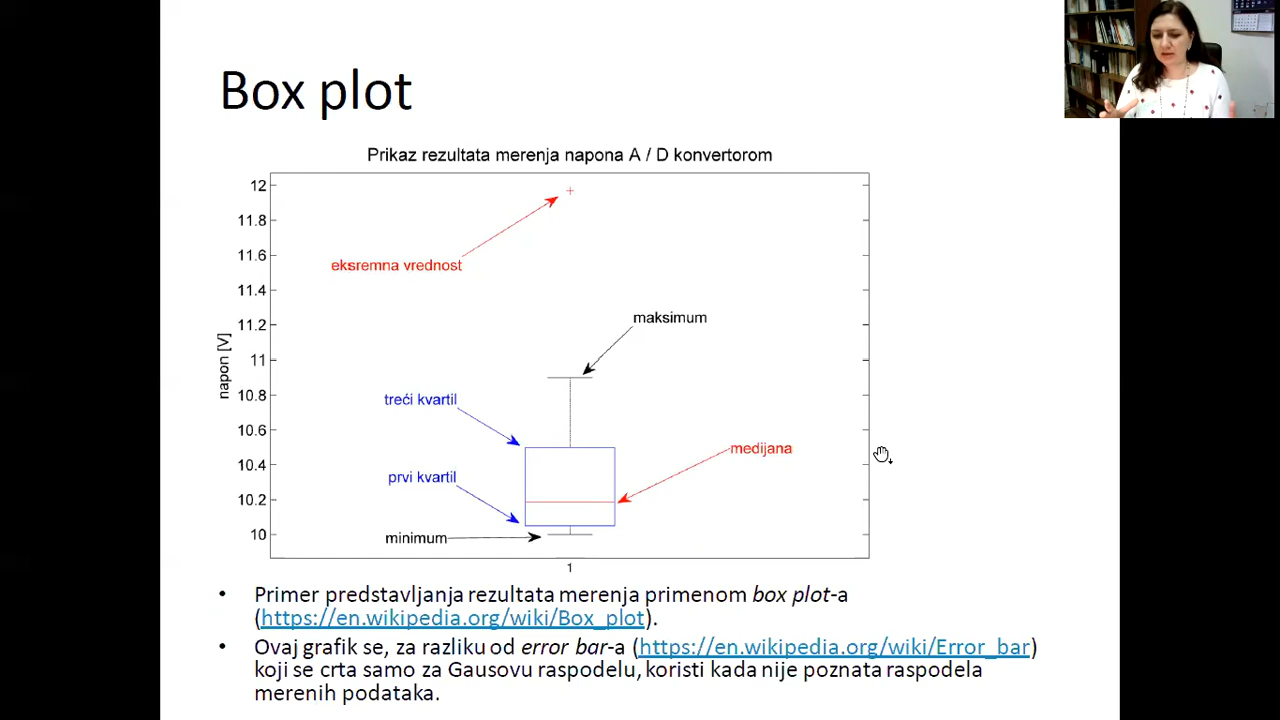 Box plot
Prikaz rezultata merenja napona A / D konvertorom
12
11.8
11.6
11.4
11.2
11
10.8
10.6
10.4
10.2
10
napon [V]
eksremna vrednost
maksimum
treći kvartil
medijana
prvi kvartil
minimum
1
• Primer predstavljanja rezultata merenja primenom box plot-a
(https://en.wikipedia.org/wiki/Box_plot).
• Ovaj grafik se, za razliku od error bar-a (https://en.wikipedia.org/wiki/Error_bar)
koji se crta samo za Gausovu raspodelu, koristi kada nije poznata raspodela
merenih podataka.